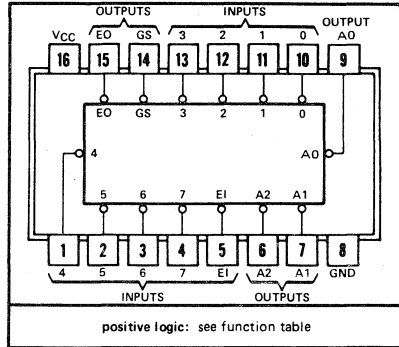 OUTPUTS INPUTS OUTPUT
VCC EO GS 3 2 1 0 A0
16 15 14 13 12 11 10 9
EO GS 3 2 1 0
4 A0
5 6 7 EI A2 A1
1 2 3 4 5 6 7 8
4 5 6 7 EI A2 A1 GND
INPUTS OUTPUTS
positive logic: see function table